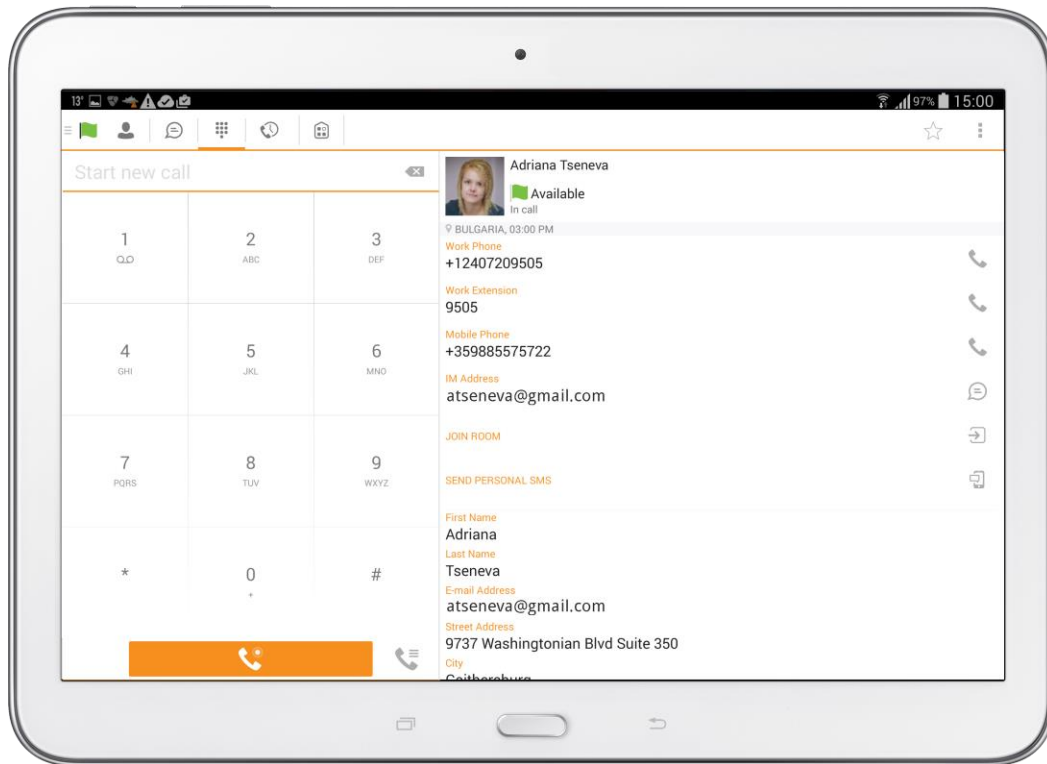 13°
97% 15:00
Start new call
1
2 ABC
3 DEF
4 GHI
5 JKL
6 MNO
7 PQRS
8 TUV
9 WXYZ
*
0 +
#
Adriana Tseneva
Available
In call
BULGARIA, 03:00 PM
Work Phone
+12407209505
Work Extension
9505
Mobile Phone
+359885575722
IM Address
atseneva@gmail.com
JOIN ROOM
SEND PERSONAL SMS
First Name
Adriana
Last Name
Tseneva
E-mail Address
atseneva@gmail.com
Street Address
9737 Washingtonian Blvd Suite 350
City